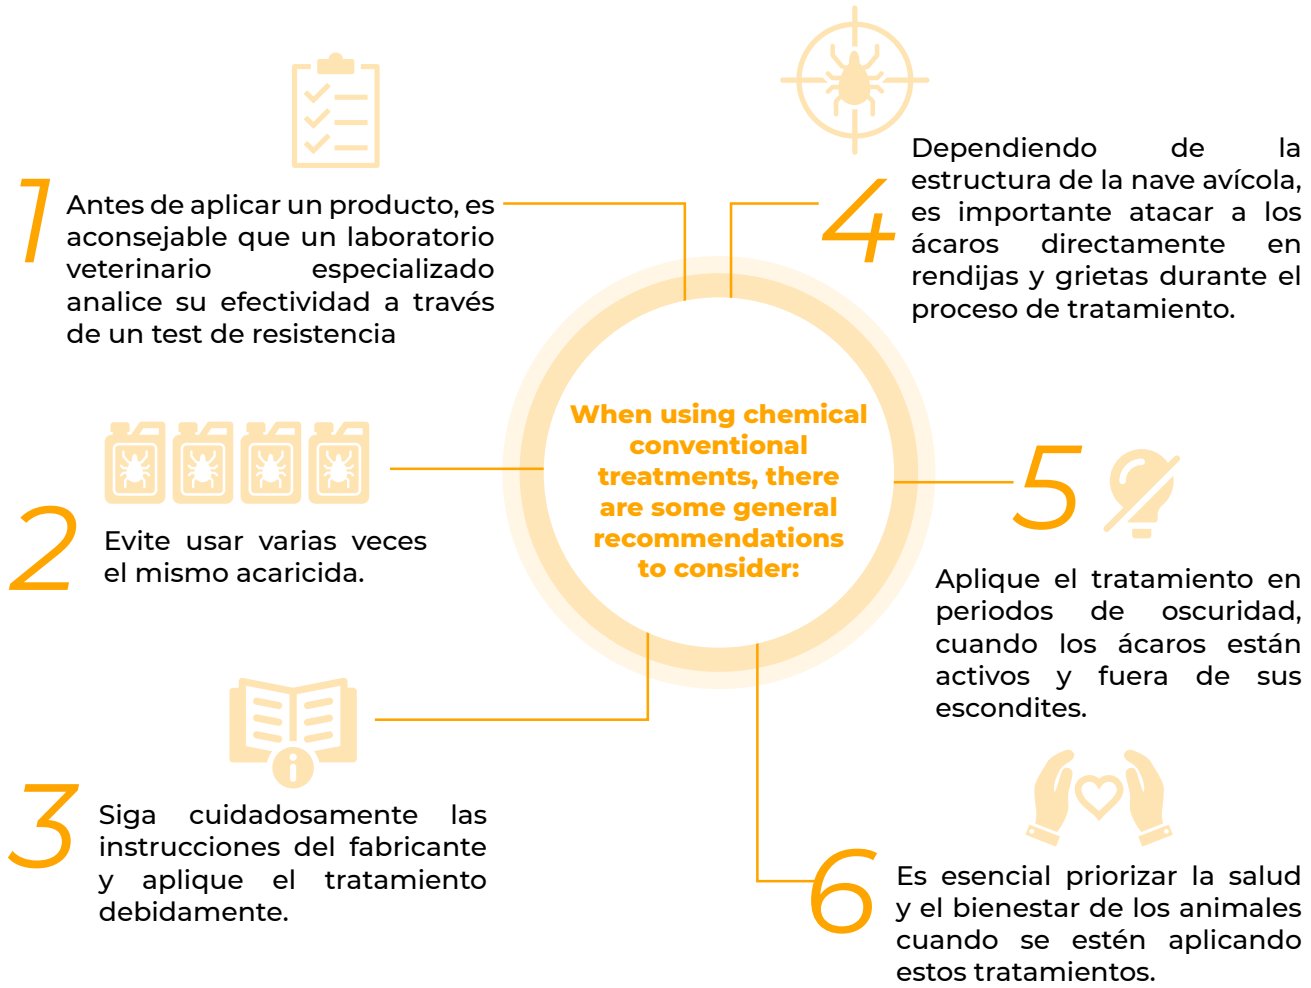 1
Antes de aplicar un producto, es
aconsejable que un laboratorio
veterinario especializado
analice su efectividad a través
de un test de resistencia
2
Evite usar varias veces
el mismo acaricida.
3
Siga cuidadosamente las
instrucciones del fabricante
y aplique el tratamiento
debidamente.
When using chemical
conventional
treatments, there
are some general
recommendations
to consider:
4
Dependiendo de la
estructura de la nave avícola,
es importante atacar a los
ácaros directamente en
rendijas y grietas durante el
proceso de tratamiento.
5
Aplique el tratamiento en
periodos de oscuridad,
cuando los ácaros están
activos y fuera de sus
escondites.
6
Es esencial priorizar la salud
y el bienestar de los animales
cuando se estén aplicando
estos tratamientos.